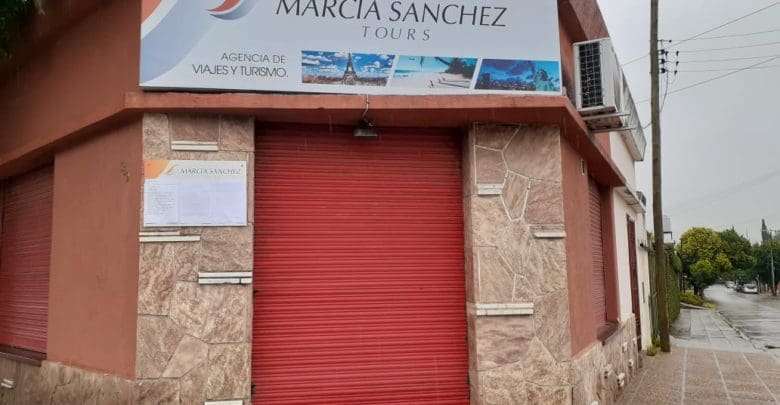 MARCIA SANCHEZ
TOURS
AGENCIA DE
VIAJES Y TURISMO.
MARCIA SANCHEZ